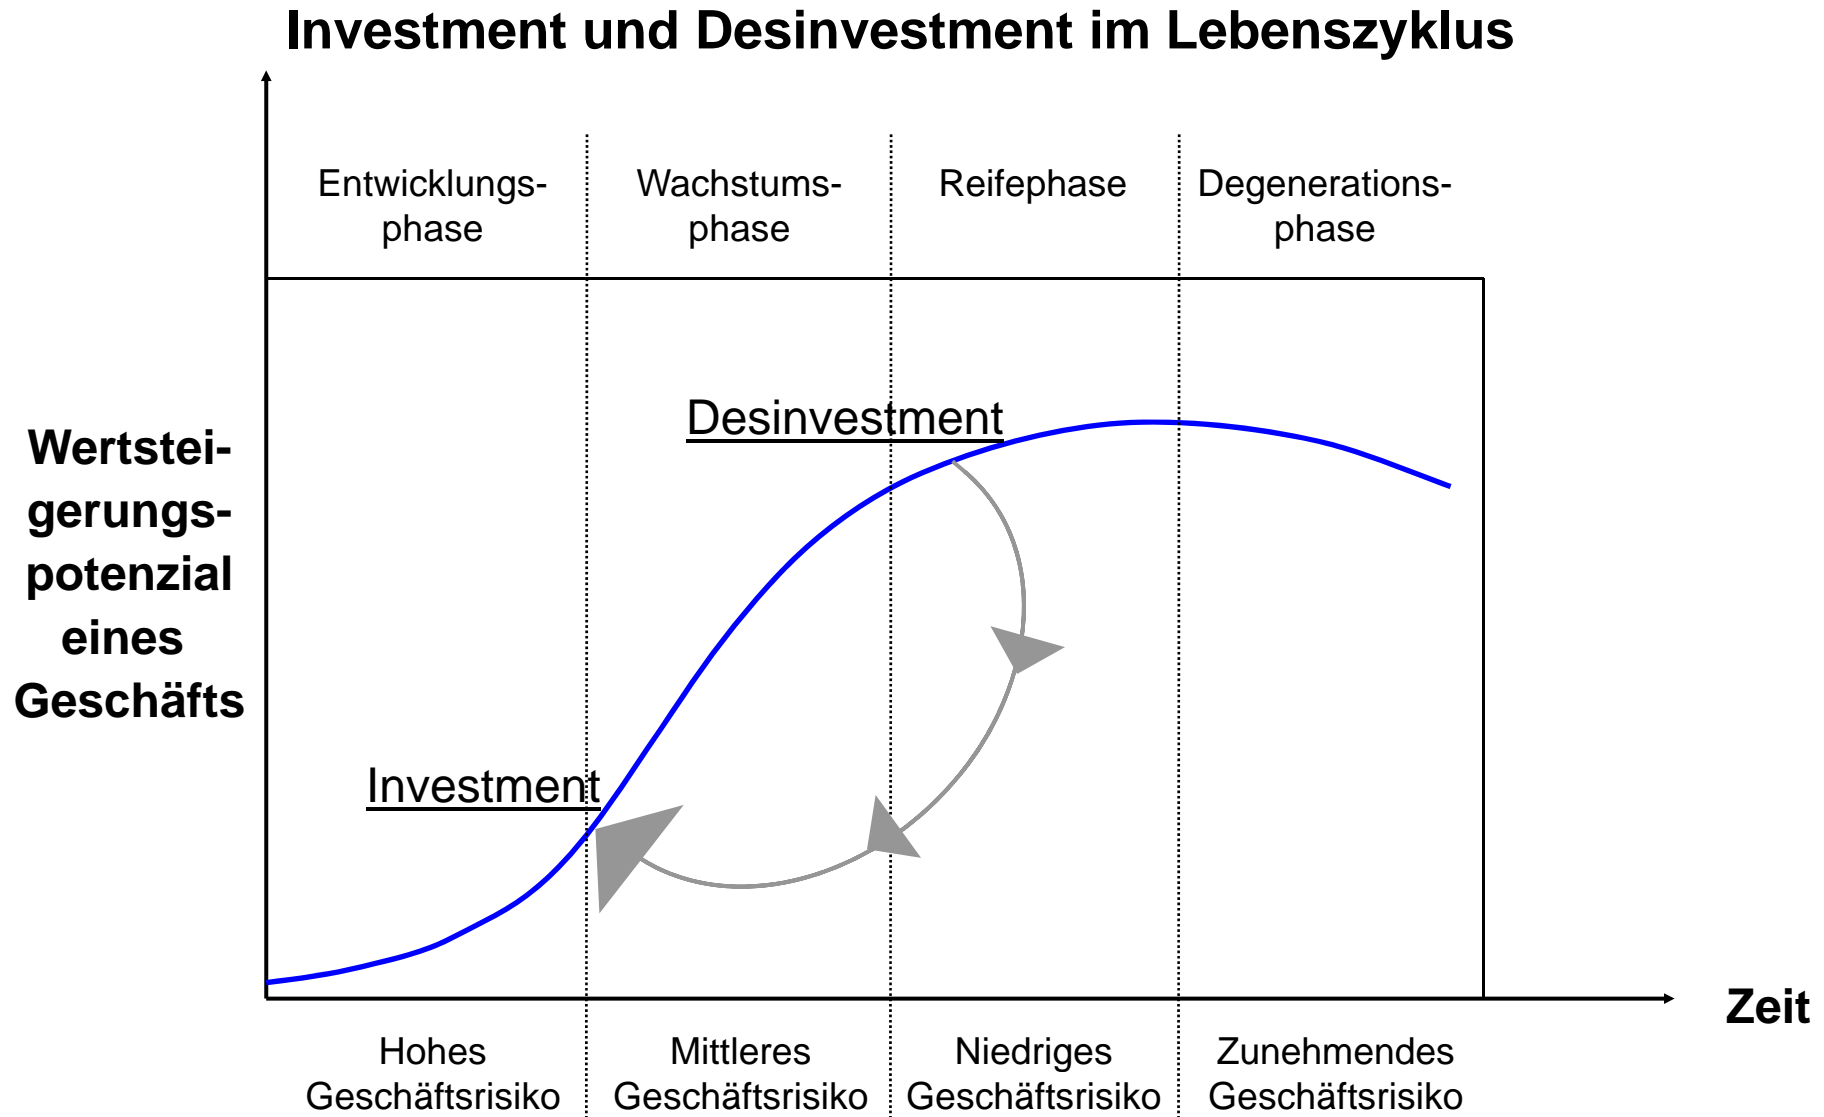 Investment und Desinvestment im Lebenszyklus
Entwicklungs-
phase
Wachstums-
phase
Reifephase
Degenerations-
phase
Desinvestment
Wertstei-
gerungs-
potenzial
eines
Geschäfts
Investment
Zeit
Hohes
Geschäftsrisiko
Mittleres
Geschäftsrisiko
Niedriges
Geschäftsrisiko
Zunehmendes
Geschäftsrisiko